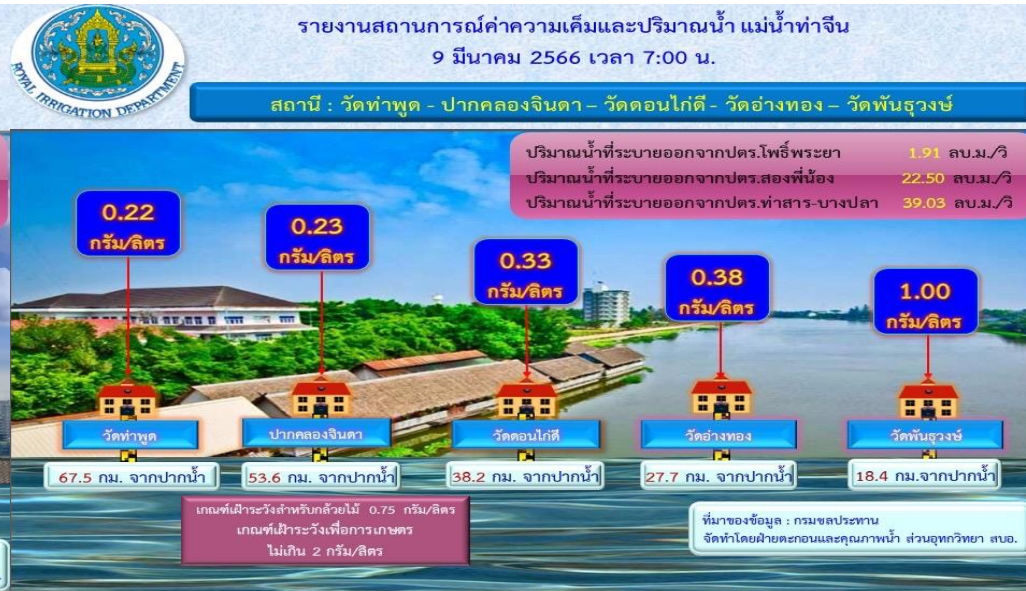 รายงานสถานการณ์ค่าความเค็มและปริมาณน้ำ แม่น้ำท่าจีน
9 มีนาคม 2566 เวลา 7:00 น.
ROYAL IRRIGATION DEPARTMENT
สถานี : วัดท่าพูด - ปากคลองจินดา – วัดดอนไก่ดี - วัดอ่างทอง – วัดพันธุวงษ์
ปริมาณน้ำที่ระบายออกจากปตร.โพธิ์พระยา 1.91 ลบ.ม./วิ
ปริมาณน้ำที่ระบายออกจากปตร.สองพี่น้อง 22.50 ลบ.ม./วิ
ปริมาณน้ำที่ระบายออกจากปตร.ท่าสาร-บางปลา 39.03 ลบ.ม./วิ
0.22
กรัม/ลิตร
0.23
กรัม/ลิตร
0.33
กรัม/ลิตร
0.38
กรัม/ลิตร
1.00
กรัม/ลิตร
วัดท่าพูด
ปากคลองจินดา
วัดดอนไก่ดี
วัดอ่างทอง
วัดพันธุวงษ์
67.5 กม. จากปากน้ำ
53.6 กม. จากปากน้ำ
38.2 กม. จากปากน้ำ
27.7 กม. จากปากน้ำ
18.4 กม.จากปากน้ำ
เกณฑ์เฝ้าระวังสำหรับกล้วยไม้ 0.75 กรัม/ลิตร
เกณฑ์เฝ้าระวังเพื่อการเกษตร
ไม่เกิน 2 กรัม/ลิตร
ที่มาของข้อมูล : กรมชลประทาน
จัดทำโดยฝ่ายตะกอนและคุณภาพน้ำ ส่วนอุทกวิทยา สบอ.